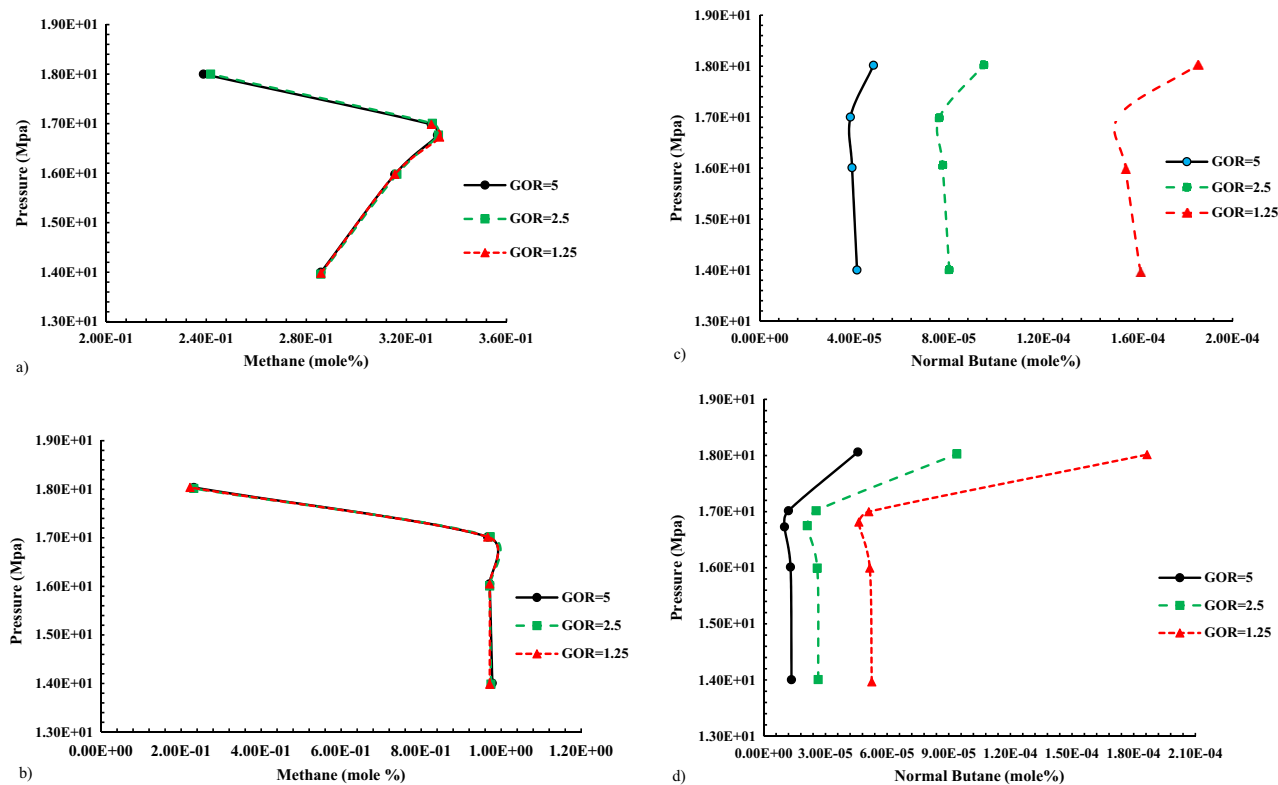 1.90E+01
1.80E+01
1.70E+01
1.60E+01
1.50E+01
1.40E+01
1.30E+01
Pressure (Mpa)
2.00E-01 2.40E-01 2.80E-01 3.20E-01 3.60E-01
Methane (mole%)
GOR=5
GOR=2.5
GOR=1.25
a)
1.90E+01
1.80E+01
1.70E+01
1.60E+01
1.50E+01
1.40E+01
1.30E+01
Pressure (Mpa)
0.00E+00 4.00E-05 8.00E-05 1.20E-04 1.60E-04 2.00E-04
Normal Butane (mole%)
GOR=5
GOR=2.5
GOR=1.25
c)
1.90E+01
1.80E+01
1.70E+01
1.60E+01
1.50E+01
1.40E+01
1.30E+01
Pressure (Mpa)
0.00E+00 2.00E-01 4.00E-01 6.00E-01 8.00E-01 1.00E+00 1.20E+00
Methane (mole %)
GOR=5
GOR=2.5
GOR=1.25
b)
1.90E+01
1.80E+01
1.70E+01
1.60E+01
1.50E+01
1.40E+01
1.30E+01
Pressure (Mpa)
0.00E+00 3.00E-05 6.00E-05 9.00E-05 1.20E-04 1.50E-04 1.80E-04 2.10E-04
Normal Butane (mole%)
GOR=5
GOR=2.5
GOR=1.25
d)